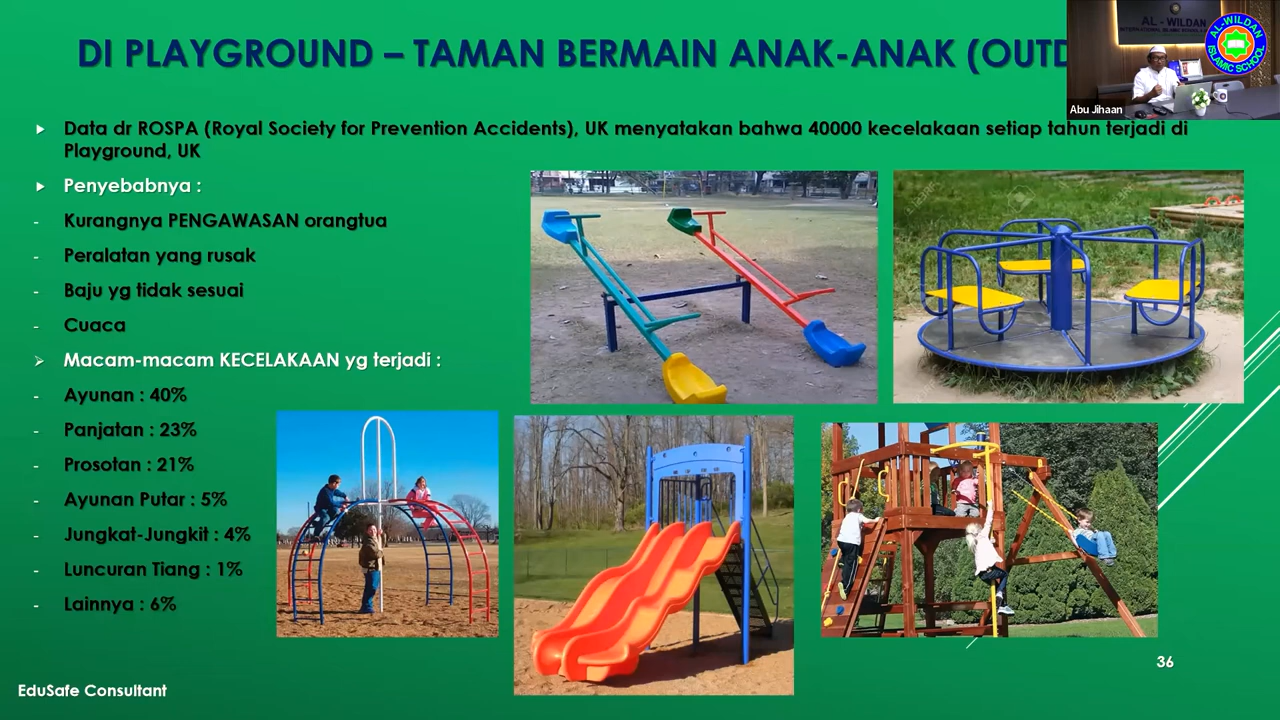 DI PLAYGROUND – TAMAN BERMAIN ANAK-ANAK (OUTD
AL - WILDAN
AL-WILDAN
ISLAMIC SCHOOL
Abu Jihaan
Data dr ROSPA (Royal Society for Prevention Accidents), UK menyatakan bahwa 40000 kecelakaan setiap tahun terjadi di
Playground, UK
Penyebabnya :
- Kurangnya PENGAWASAN orangtua
- Peralatan yang rusak
- Baju yg tidak sesuai
- Cuaca
Macam-macam KECELAKAAN yg terjadi :
- Ayunan : 40%
- Panjatan : 23%
- Prosotan : 21%
- Ayunan Putar : 5%
- Jungkat-Jungkit : 4%
- Luncuran Tiang : 1%
- Lainnya : 6%
36
EduSafe Consultant